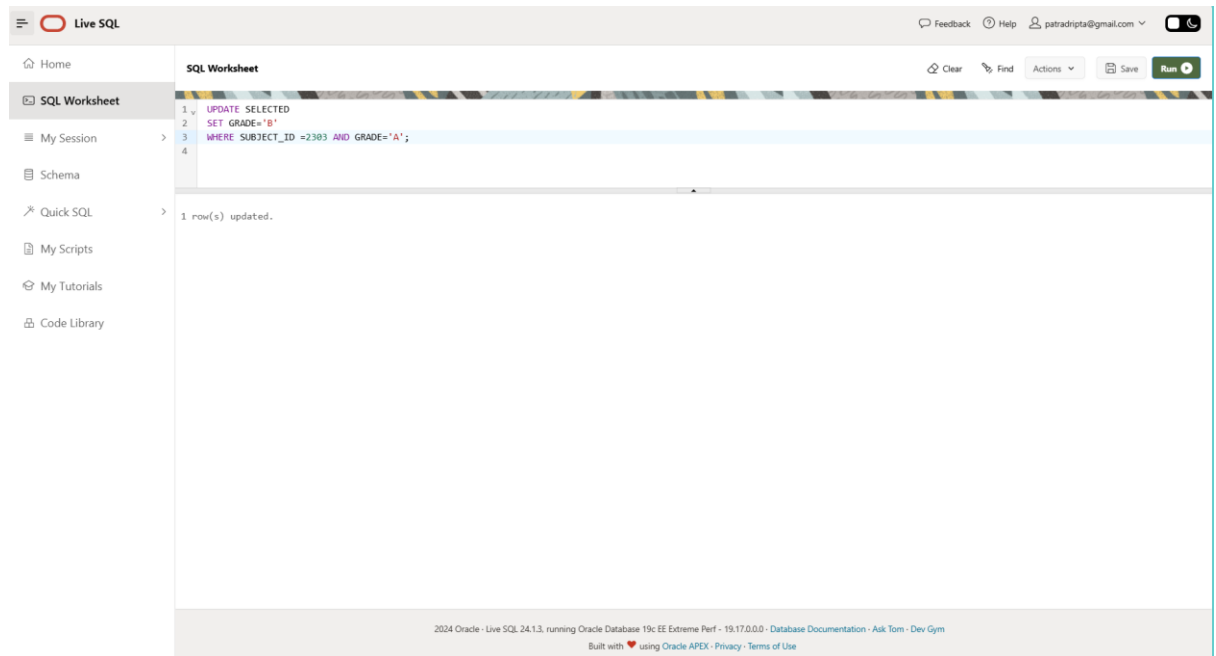 Live SQL
Feedback Help patradripta@gmail.com
Home
SQL Worksheet
My Session
Schema
Quick SQL
My Scripts
My Tutorials
Code Library
SQL Worksheet
Clear Find Actions Save Run
1 UPDATE SELECTED
2 SET GRADE='B'
3 WHERE SUBJECT_ID =2303 AND GRADE='A';
4
1 row(s) updated.
2024 Oracle · Live SQL 24.1.3, running Oracle Database 19c EE Extreme Perf - 19.17.0.0.0 · Database Documentation · Ask Tom · Dev Gym
Built with ❤ using Oracle APEX · Privacy · Terms of Use